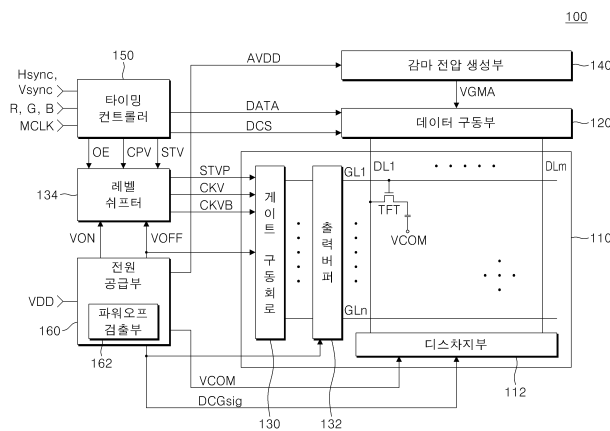 100
150
Hsync,
Vsync
R, G, B
MCLK
타이밍
컨트롤러
AVDD
감마 전압 생성부
140
VGMA
DATA
DCS
데이터 구동부
120
OE
CPV
STV
134
레벨
쉬프터
STVP
CKV
CKVB
게이트 구동회로
출력버퍼
GL1
DL1
DLm
TFT
VCOM
110
VON
VOFF
전원
공급부
VDD
160
파워오프
검출부
162
GLn
디스차지부
VCOM
DCGsig
130
132
112